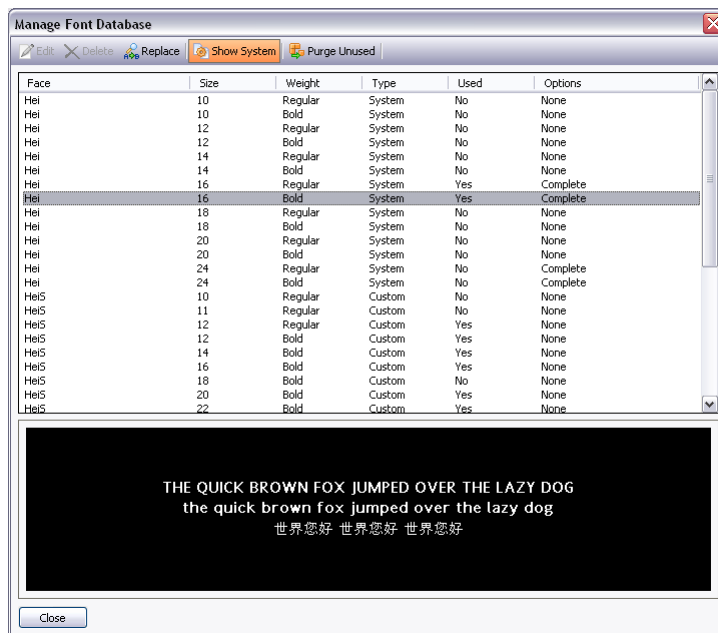 Manage Font Database
Edit Delete Replace Show System Purge Unused
Face Size Weight Type Used Options
Hei 10 Regular System No None
Hei 10 Bold System No None
Hei 12 Regular System No None
Hei 12 Bold System No None
Hei 14 Regular System No None
Hei 14 Bold System No None
Hei 16 Regular System Yes Complete
Hei 16 Bold System Yes Complete
Hei 18 Regular System No None
Hei 18 Bold System No None
Hei 20 Regular System No None
Hei 20 Bold System No None
Hei 24 Regular System No Complete
Hei 24 Bold System No Complete
HeiS 10 Regular Custom No None
HeiS 11 Regular Custom No None
HeiS 12 Regular Custom Yes None
HeiS 12 Bold Custom Yes None
HeiS 14 Bold Custom Yes None
HeiS 16 Bold Custom Yes None
HeiS 18 Bold Custom No None
HeiS 20 Bold Custom Yes None
HeiS 22 Bold Custom Yes None
THE QUICK BROWN FOX JUMPED OVER THE LAZY DOG
the quick brown fox jumped over the lazy dog
世界您好 世界您好 世界您好
Close